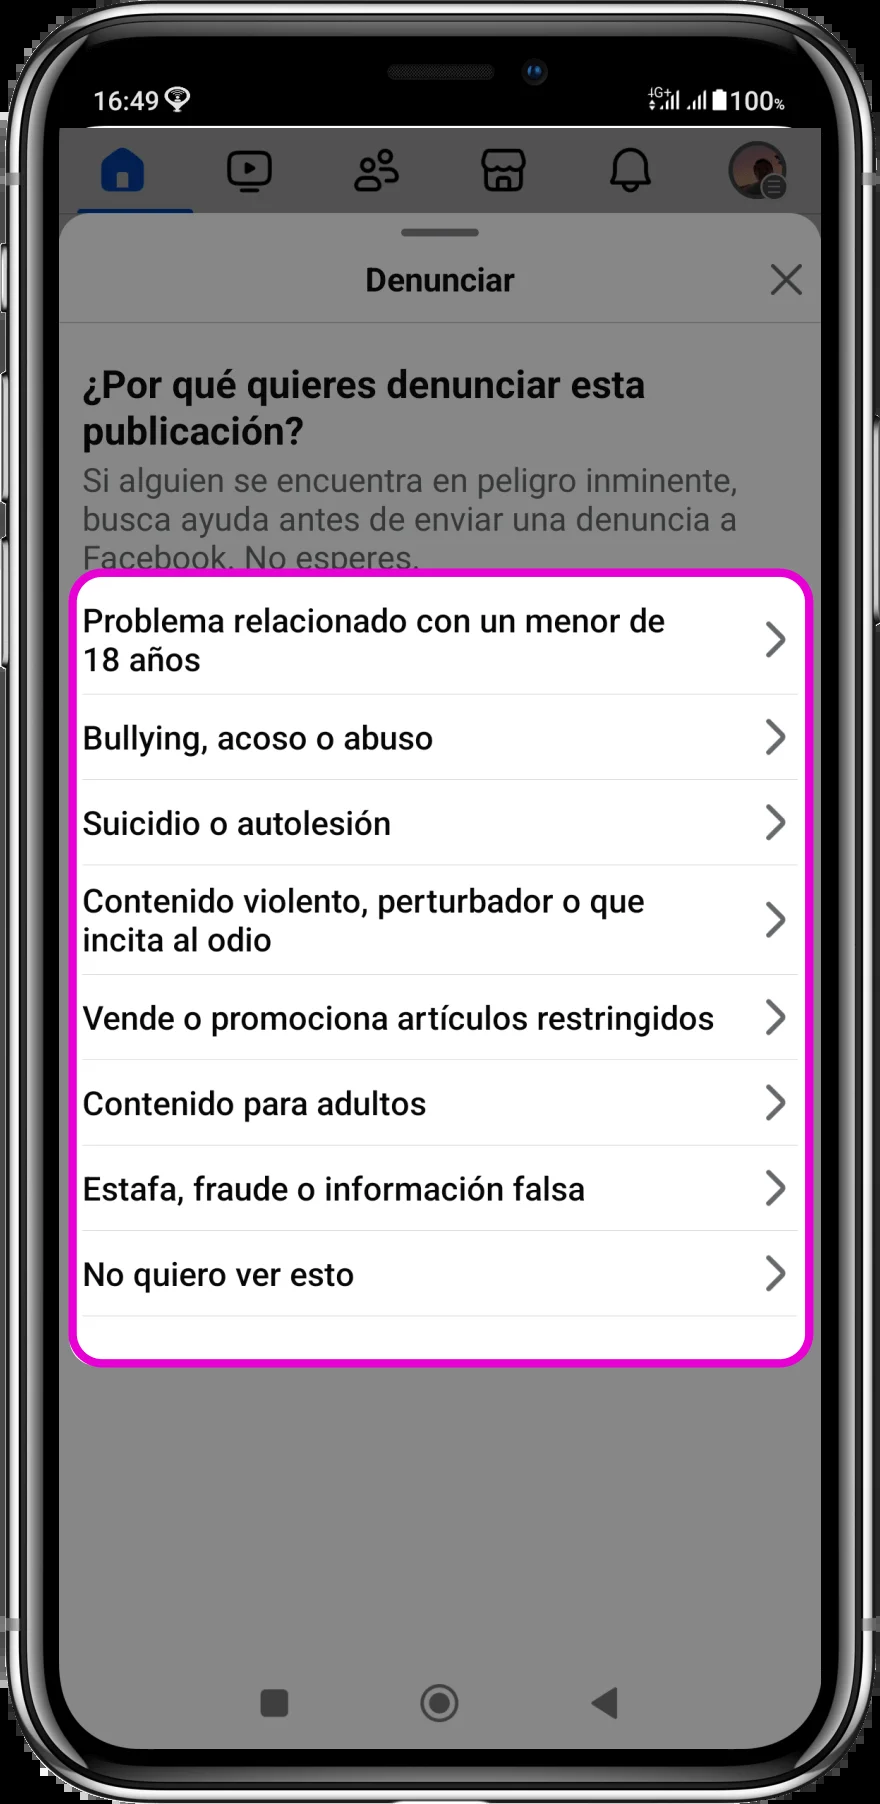 16:49
4G+ 100%
Denunciar
¿Por qué quieres denunciar esta
publicación?
Si alguien se encuentra en peligro inminente,
busca ayuda antes de enviar una denuncia a
Facebook. No esperes.
Problema relacionado con un menor de
18 años
Bullying, acoso o abuso
Suicidio o autolesión
Contenido violento, perturbador o que
incita al odio
Vende o promociona artículos restringidos
Contenido para adultos
Estafa, fraude o información falsa
No quiero ver esto